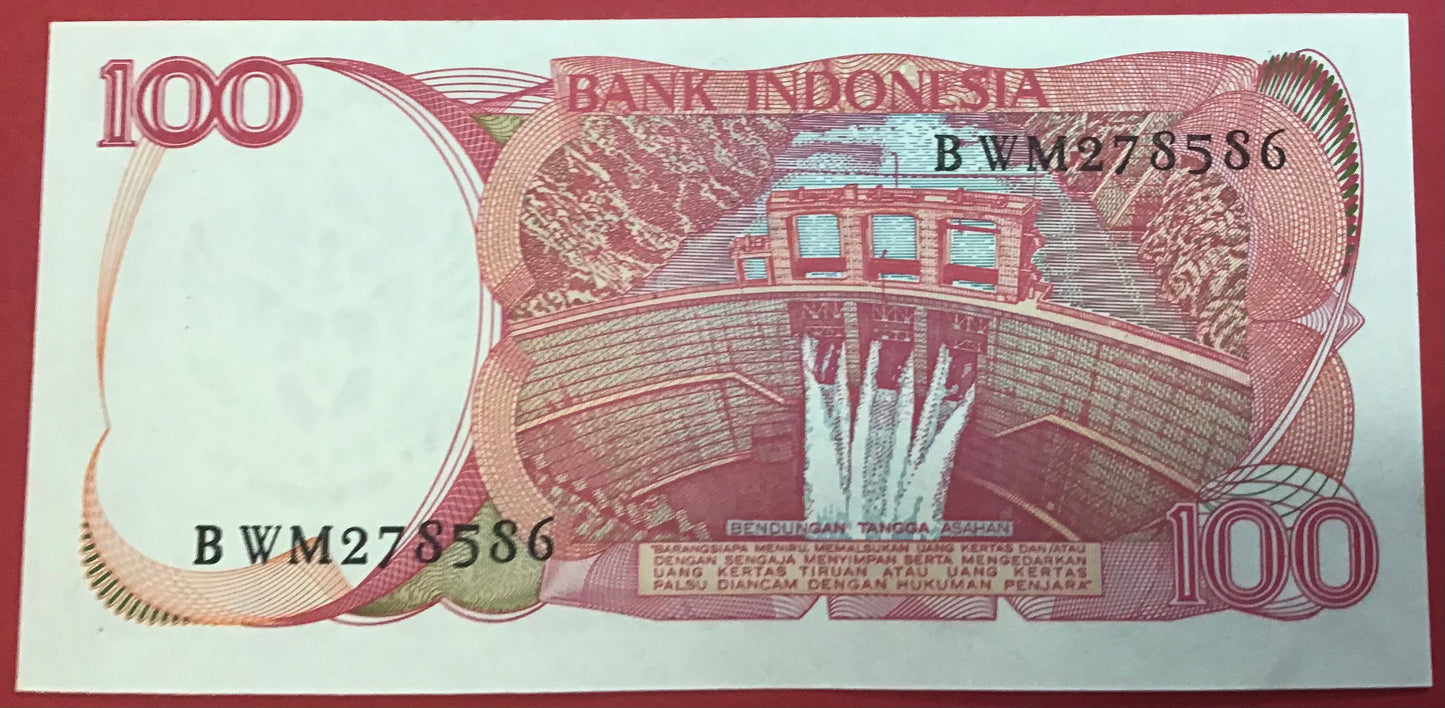 100
BANK INDONESIA
BWM278586
BWM278586
BENDUNGAN TANGGA ASAHAN
"BARANGSIAPA MENIRU, MEMALSUKAN UANG KERTAS DAN/ATAU
DENGAN SENGAJA MENYIMPAN SERTA MENGEDARKAN
UANG KERTAS TIRUAN ATAU UANG KERTAS
PALSU DIANCAM DENGAN HUKUMAN PENJARA"
100